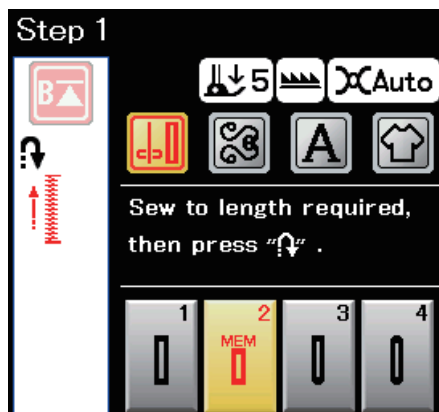 Step 1
B
5 Auto
A
Sew to length required,
then press “ ” .
1 2 3 4
MEM